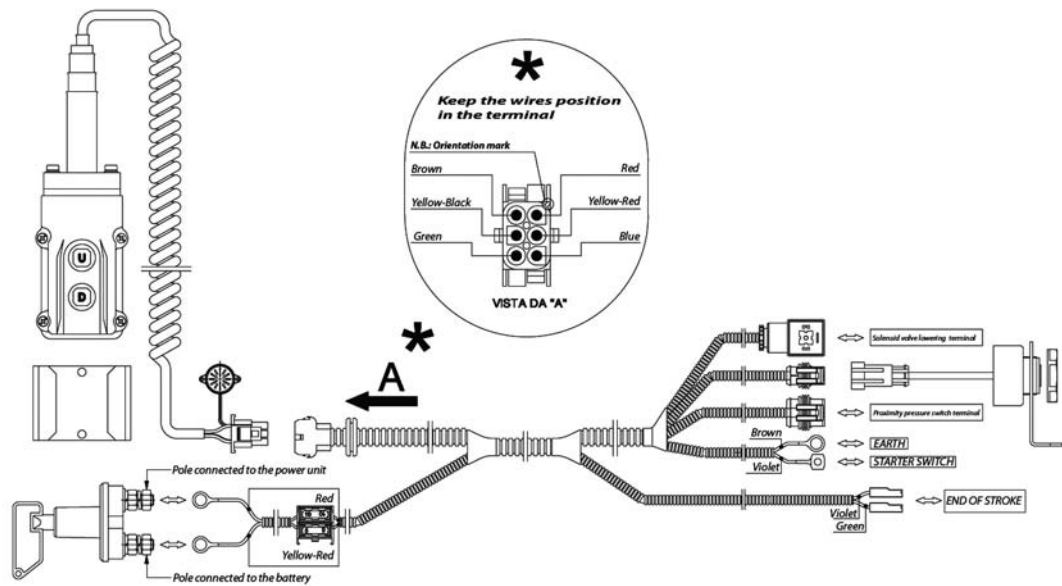 *
Keep the wires position
in the terminal
N.B.: Orientation mark
Brown
Red
Yellow-Black
Yellow-Red
Green
Blue
VISTA DA "A"
*
A
U
D
Solenoid valve lowering terminal
Proximity pressure switch terminal
Brown
EARTH
Violet
STARTER SWITCH
Pole connected to the power unit
Red
Yellow-Red
Pole connected to the battery
Violet
Green
END OF STROKE